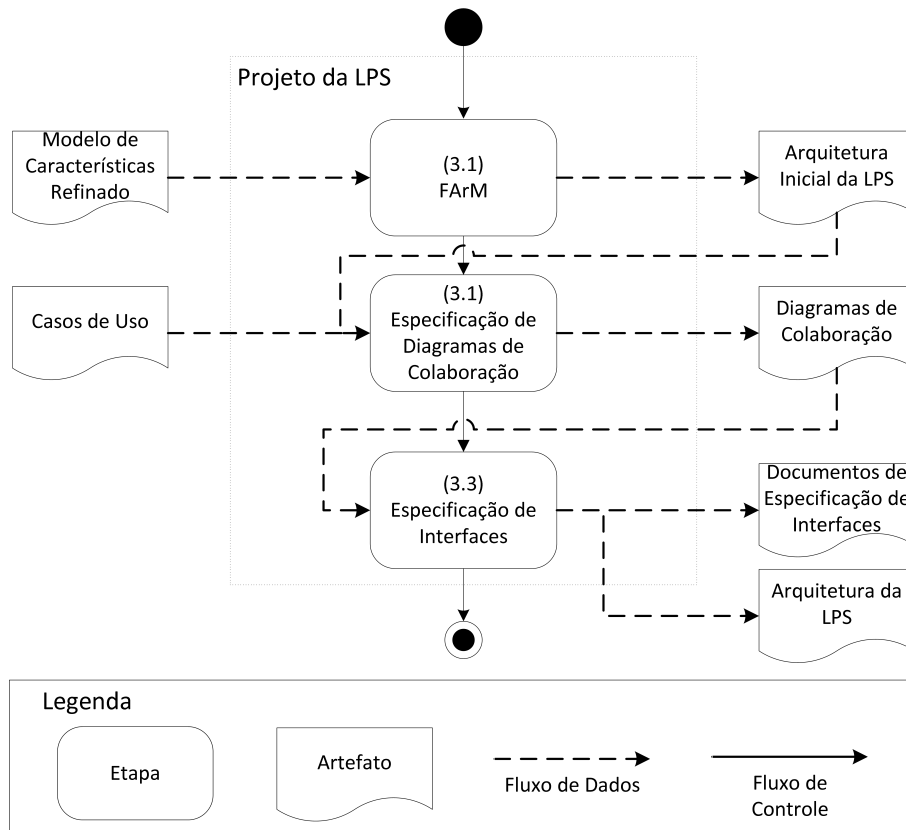 Projeto da LPS
Modelo de
Características
Refinado
(3.1)
FArM
Arquitetura
Inicial da LPS
Casos de Uso
(3.1)
Especificação de
Diagramas de
Colaboração
Diagramas de
Colaboração
(3.3)
Especificação de
Interfaces
Documentos de
Especificação de
Interfaces
Arquitetura da
LPS
Legenda
Etapa
Artefato
Fluxo de Dados
Fluxo de
Controle